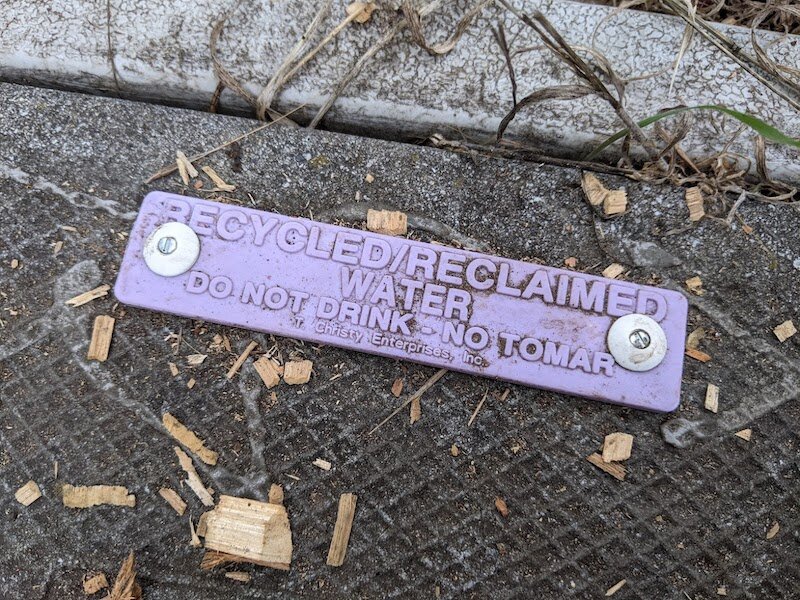 RECYCLED/RECLAIMED
WATER
DO NOT DRINK - NO TOMAR
T. Christy Enterprises, Inc.